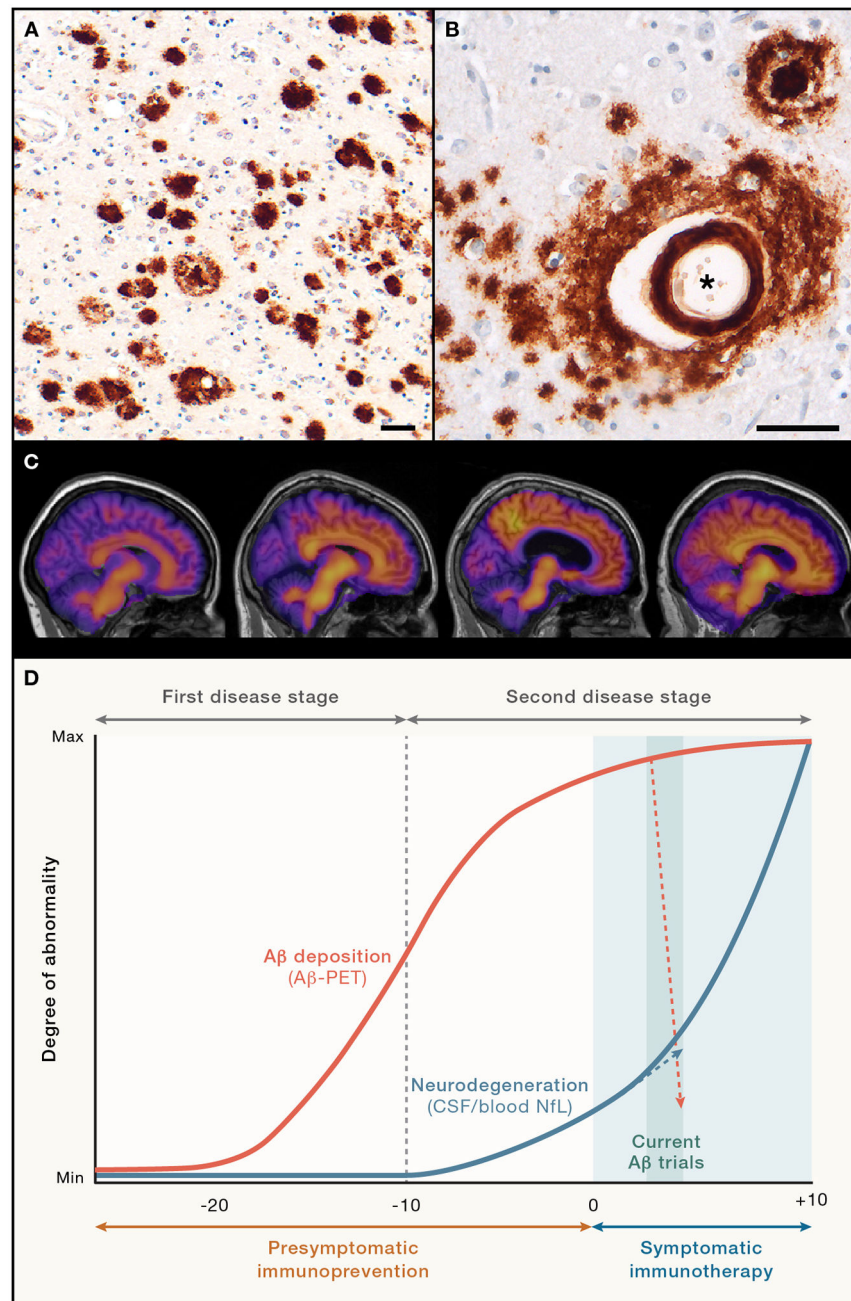 A
B
*
C
D
First disease stage
Second disease stage
Max
Degree of abnormality
Aβ deposition
(Aβ-PET)
Neurodegeneration
(CSF/blood NfL)
Current
Aβ trials
Min
-20
-10
0
+10
Presymptomatic
immunoprevention
Symptomatic
immunotherapy